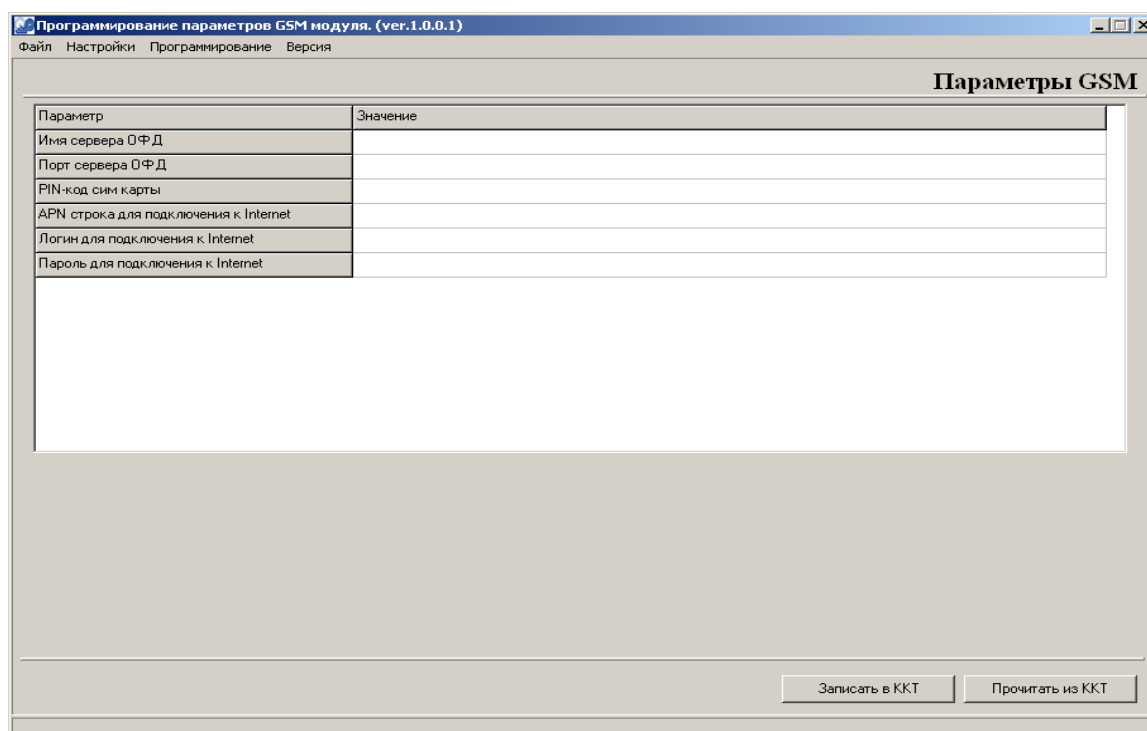 Программирование параметров GSM модуля. (ver.1.0.0.1)
Файл Настройки Программирование Версия
Параметры GSM
Параметр Значение
Имя сервера ОФД
Порт сервера ОФД
PIN-код сим карты
APN строка для подключения к Internet
Логин для подключения к Internet
Пароль для подключения к Internet
Записать в ККТ Прочитать из ККТ